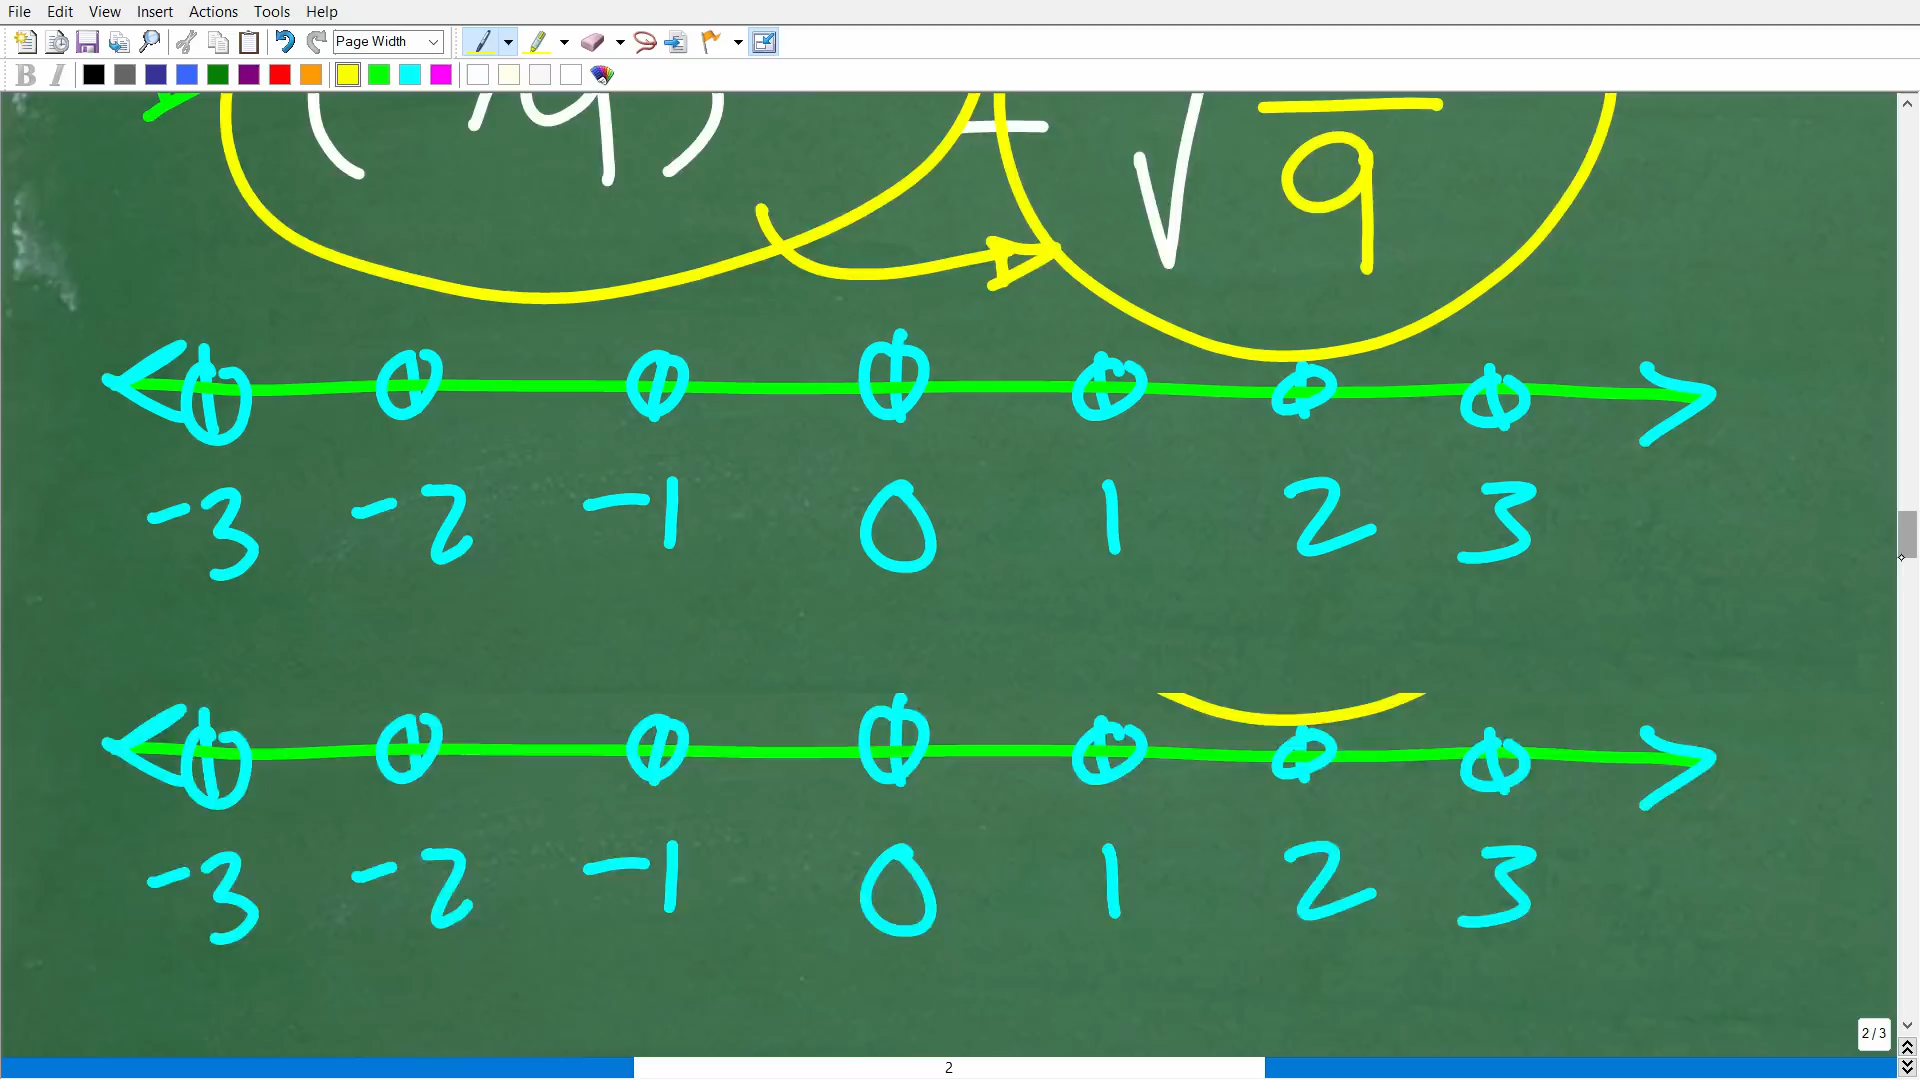 File Edit View Insert Actions Tools Help
Page Width
B I
9
-3 -2 -1 0 1 2 3
-3 -2 -1 0 1 2 3
2 / 3
2